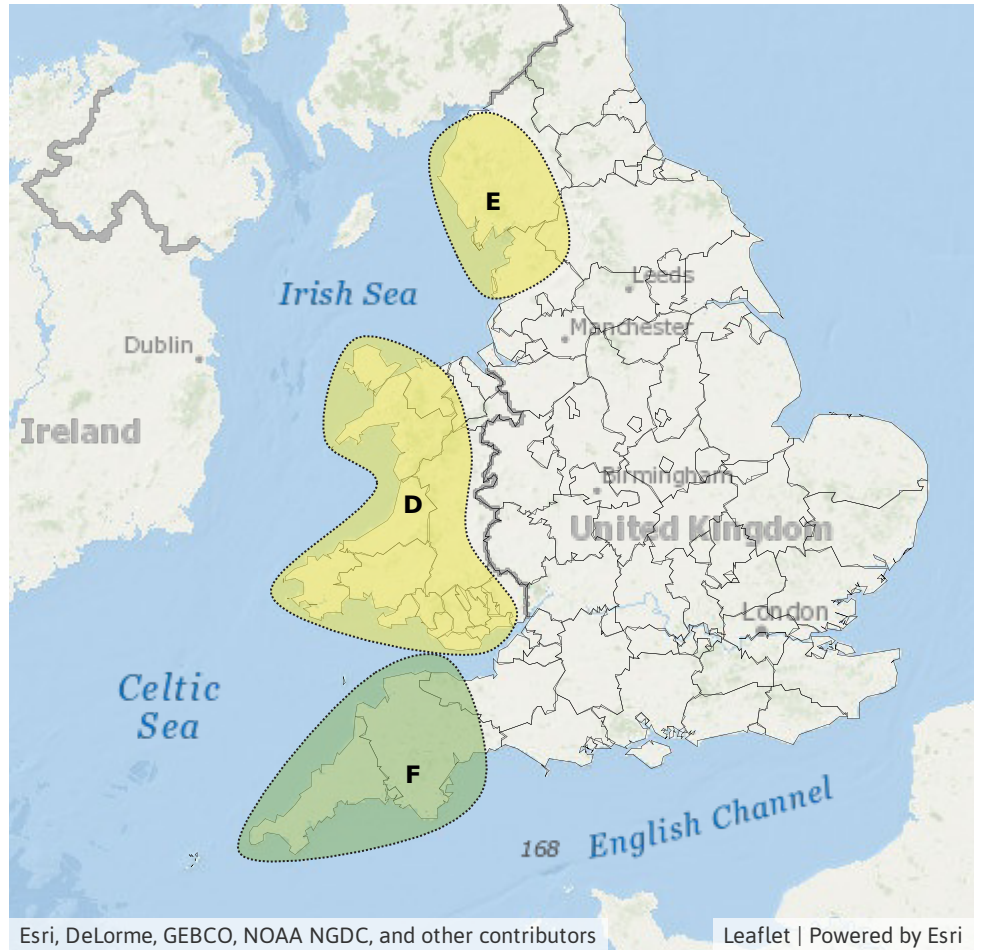 E
Leeds
Irish Sea
Manchester
Dublin
Ireland
Birmingham
D
United Kingdom
London
Celtic
Sea
F
English Channel
168
Esri, DeLorme, GEBCO, NOAA NGDC, and other contributors
Leaflet | Powered by Esri